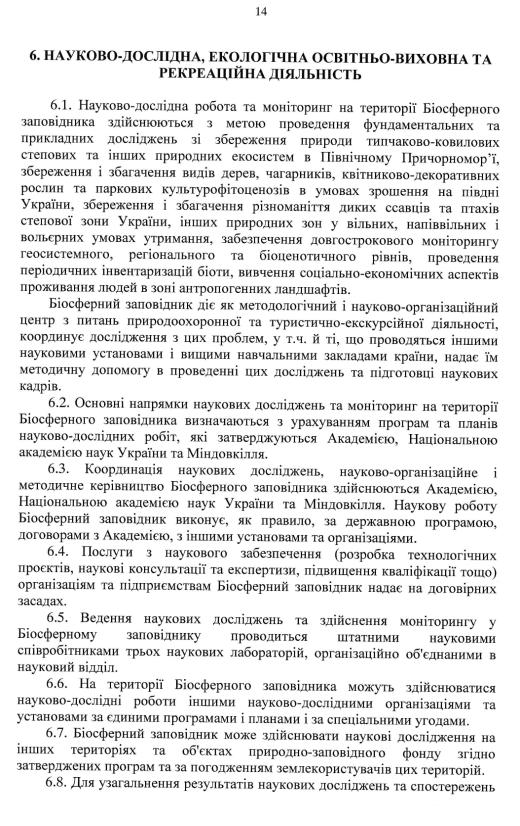 14
6. НАУКОВО-ДОСЛІДНА, ЕКОЛОГІЧНА ОСВІТНЬО-ВИХОВНА ТА
РЕКРЕАЦІЙНА ДІЯЛЬНІСТЬ
6.1. Науково-дослідна робота та моніторинг на території Біосферного
заповідника здійснюються з метою проведення фундаментальних та
прикладних досліджень зі збереження природи типчаково-ковилових
степових та інших природних екосистем в Північному Причорномор’ї,
збереження і збагачення видів дерев, чагарників, квітниково-декоративних
рослин та паркових культурофітоценозів в умовах зрошення на півдні
України, збереження і збагачення різноманіття диких ссавців та птахів
степової зони України, інших природних зон у вільних, напіввільних і
вольєрних умовах утримання, забезпечення довгострокового моніторингу
геосистемного, регіонального та біоценотичного рівнів, проведення
періодичних інвентаризацій біоти, вивчення соціально-економічних аспектів
проживання людей в зоні антропогенних ландшафтів.
Біосферний заповідник діє як методологічний і науково-організаційний
центр з питань природоохоронної та туристично-екскурсійної діяльності,
координує дослідження з цих проблем, у т.ч. й ті, що проводяться іншими
науковими установами і вищими навчальними закладами країни, надає їм
методичну допомогу в проведенні цих досліджень та підготовці наукових
кадрів.
6.2. Основні напрямки наукових досліджень та моніторинг на території
Біосферного заповідника визначаються з урахуванням програм та планів
науково-дослідних робіт, які затверджуються Академією, Національною
академією наук України та Міндовкілля.
6.3. Координація наукових досліджень, науково-організаційне і
методичне керівництво Біосферного заповідника здійснюються Академією,
Національною академією наук України та Міндовкілля. Наукову роботу
Біосферний заповідник виконує, як правило, за державною програмою,
договорами з Академією, з іншими установами та організаціями.
6.4. Послуги з наукового забезпечення (розробка технологічних
проєктів, наукові консультації та експертизи, підвищення кваліфікації тощо)
організаціям та підприємствам Біосферний заповідник надає на договірних
засадах.
6.5. Ведення наукових досліджень та здійснення моніторингу у
Біосферному заповіднику проводиться штатними науковими
співробітниками трьох наукових лабораторій, організаційно об'єднаними в
науковий відділ.
6.6. На території Біосферного заповідника можуть здійснюватися
науково-дослідні роботи іншими науково-дослідними організаціями та
установами за єдиними програмами і планами і за спеціальними угодами.
6.7. Біосферний заповідник може здійснювати наукові дослідження на
інших територіях та об'єктах природно-заповідного фонду згідно
затверджених програм та за погодженням землекористувачів цих територій.
6.8. Для узагальнення результатів наукових досліджень та спостережень